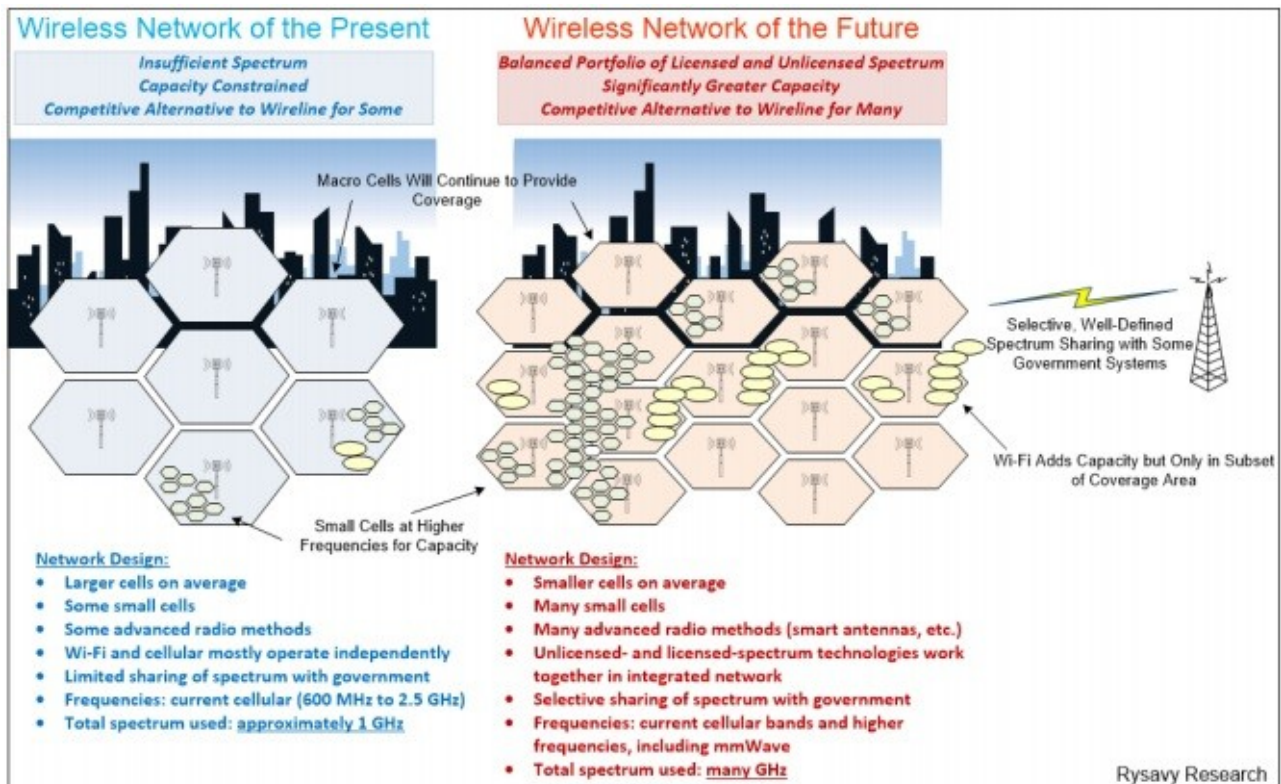 Wireless Network of the Present
Insufficient Spectrum
Capacity Constrained
Competitive Alternative to Wireline for Some
Wireless Network of the Future
Balanced Portfolio of Licensed and Unlicensed Spectrum
Significantly Greater Capacity
Competitive Alternative to Wireline for Many
Macro Cells Will Continue to Provide
Coverage
Selective, Well-Defined
Spectrum Sharing with Some
Government Systems
Wi-Fi Adds Capacity but Only in Subset
of Coverage Area
Small Cells at Higher
Frequencies for Capacity
Network Design:
• Larger cells on average
• Some small cells
• Some advanced radio methods
• Wi-Fi and cellular mostly operate independently
• Limited sharing of spectrum with government
• Frequencies: current cellular (600 MHz to 2.5 GHz)
• Total spectrum used: approximately 1 GHz
Network Design:
• Smaller cells on average
• Many small cells
• Many advanced radio methods (smart antennas, etc.)
• Unlicensed- and licensed-spectrum technologies work
together in integrated network
• Selective sharing of spectrum with government
• Frequencies: current cellular bands and higher
frequencies, including mmWave
• Total spectrum used: many GHz
Rysavy Research